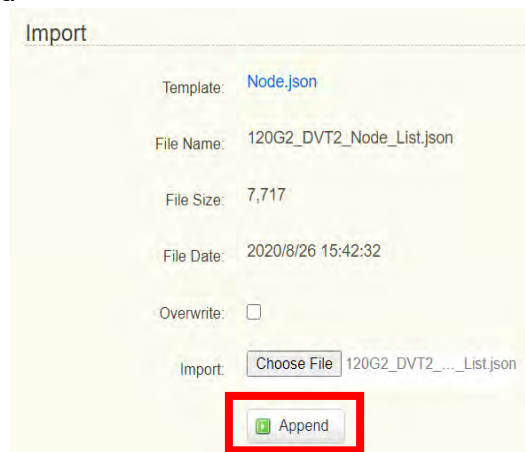 Import
Template: Node.json
File Name: 120G2_DVT2_Node_List.json
File Size: 7,717
File Date: 2020/8/26 15:42:32
Overwrite:
Import: Choose File 120G2_DVT2_..._List.json
Append